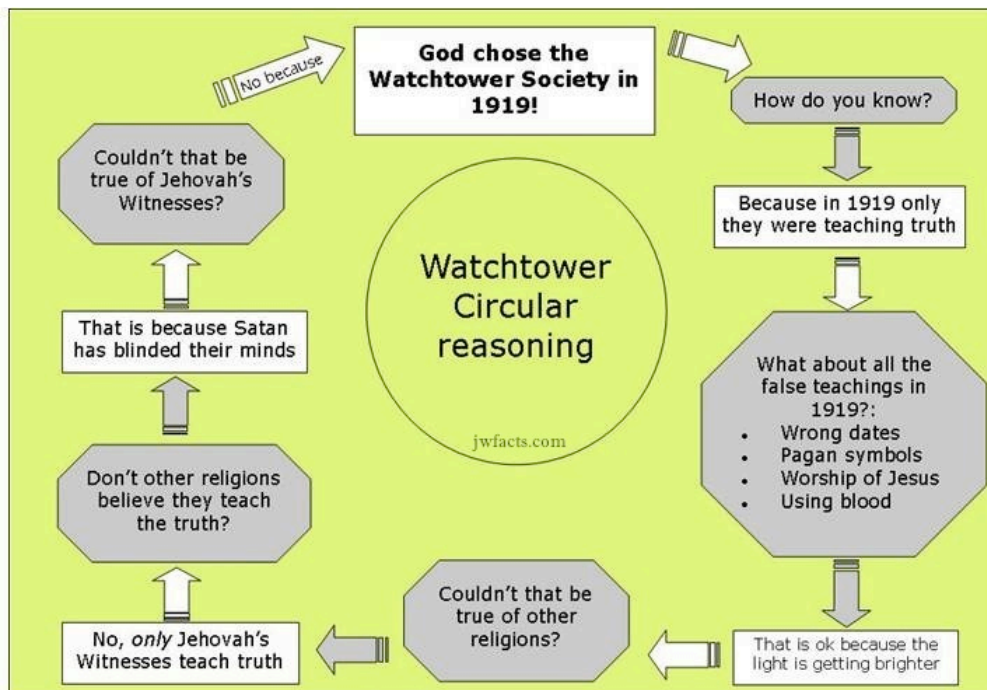 God chose the
Watchtower Society in
1919!
How do you know?
Because in 1919 only
they were teaching truth
What about all the
false teachings in
1919?:
• Wrong dates
• Pagan symbols
• Worship of Jesus
• Using blood
That is ok because the
light is getting brighter
Couldn't that be
true of other
religions?
No, only Jehovah's
Witnesses teach truth
Don't other religions
believe they teach
the truth?
That is because Satan
has blinded their minds
Couldn't that be
true of Jehovah's
Witnesses?
No because
Watchtower
Circular
reasoning
jwfacts.com